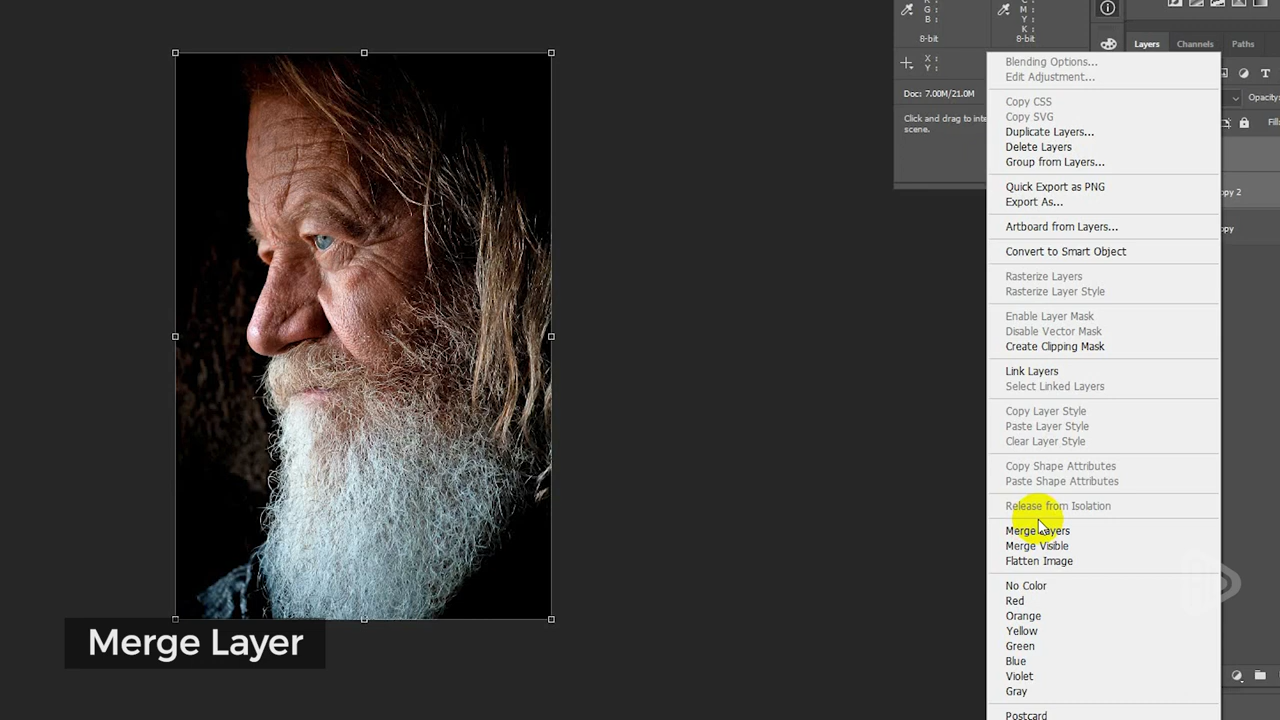 G :
B :
8-bit
M :
Y :
K :
8-bit
X :
Y :
Doc: 7.00M/21.0M
Click and drag to
scene.
Layers
Channels
Paths
T
Opacity:
Blending Options...
Edit Adjustment...
Copy CSS
Copy SVG
Duplicate Layers...
Delete Layers
Group from Layers...
Quick Export as PNG
Export As...
Artboard from Layers...
Convert to Smart Object
Rasterize Layers
Rasterize Layer Style
Enable Layer Mask
Disable Vector Mask
Create Clipping Mask
Link Layers
Select Linked Layers
Copy Layer Style
Paste Layer Style
Clear Layer Style
Copy Shape Attributes
Paste Shape Attributes
Release from Isolation
Merge Layers
Merge Visible
Flatten Image
No Color
Red
Orange
Yellow
Green
Blue
Violet
Gray
Postcard
Merge Layer